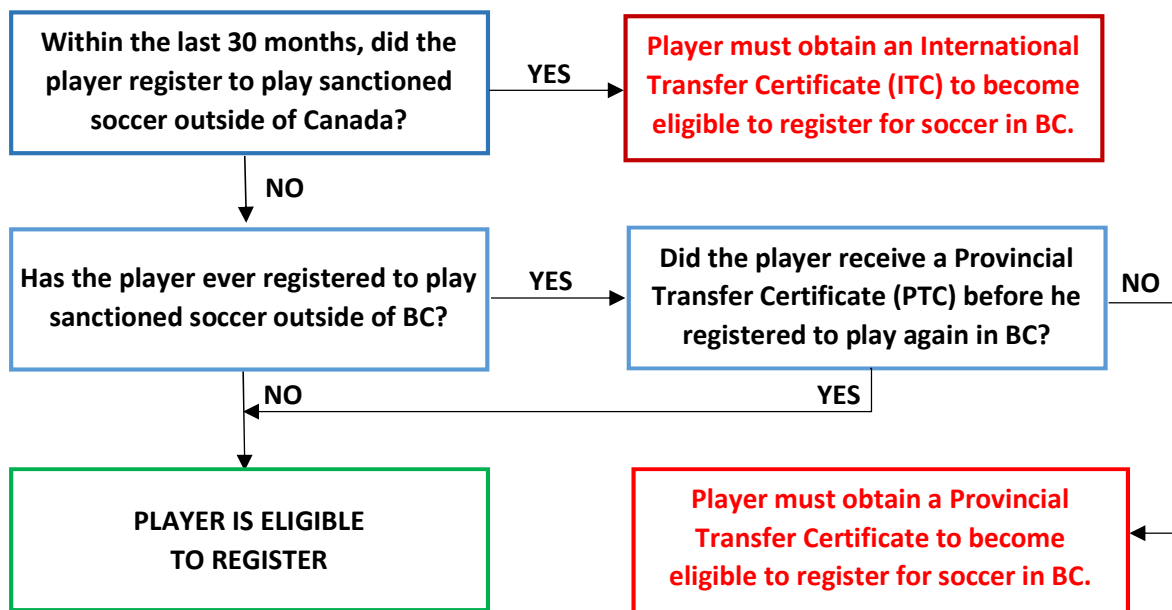 Within the last 30 months, did the
player register to play sanctioned
soccer outside of Canada?
YES
Player must obtain an International
Transfer Certificate (ITC) to become
eligible to register for soccer in BC.
NO
Has the player ever registered to play
sanctioned soccer outside of BC?
YES
Did the player receive a Provincial
Transfer Certificate (PTC) before he
registered to play again in BC?
NO
NO
YES
PLAYER IS ELIGIBLE
TO REGISTER
Player must obtain a Provincial
Transfer Certificate to become
eligible to register for soccer in BC.